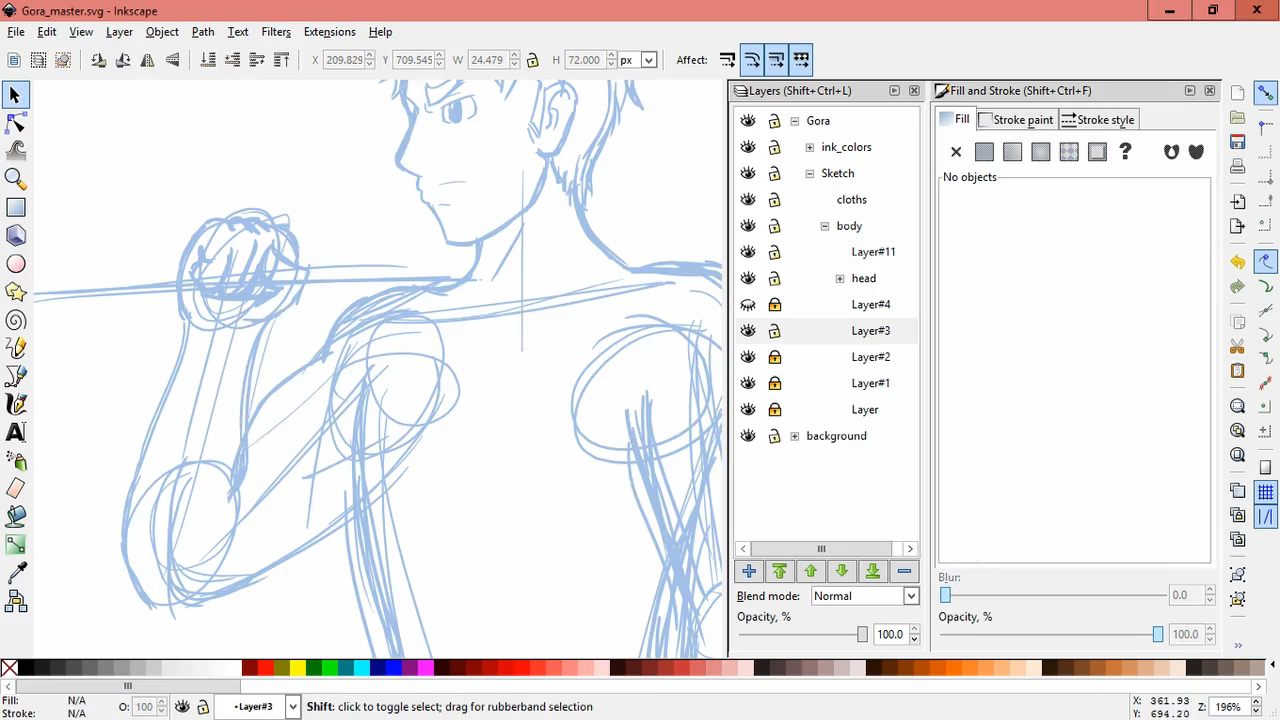 Gora_master.svg - Inkscape
File Edit View Layer Object Path Text Filters Extensions Help
X 209.829 Y 709.545 W 24.479 H 72.000 px Affect:
Layers (Shift+Ctrl+L)
Fill and Stroke (Shift+Ctrl+F)
Fill Stroke paint Stroke style
No objects
Gora
ink_colors
Sketch
cloths
body
Layer#11
head
Layer#4
Layer#3
Layer#2
Layer#1
Layer
background
Blend mode: Normal
Opacity, %
100.0
Blur:
0.0
Opacity, %
100.0
Fill: N/A
Stroke: N/A
O: 100
•Layer#3
Shift: click to toggle select; drag for rubberband selection
X: 361.93
Y: 694.20
Z: 196%